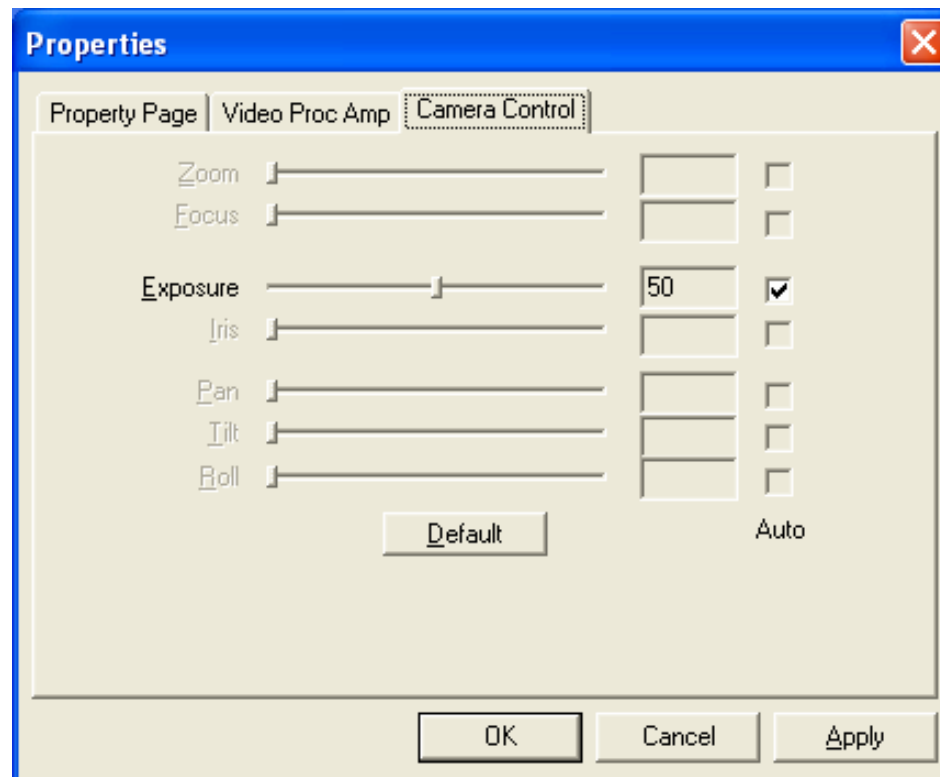 Properties
Property Page Video Proc Amp Camera Control
Zoom
Focus
Exposure 50
Iris
Pan
Tilt
Roll
Default Auto
OK Cancel Apply